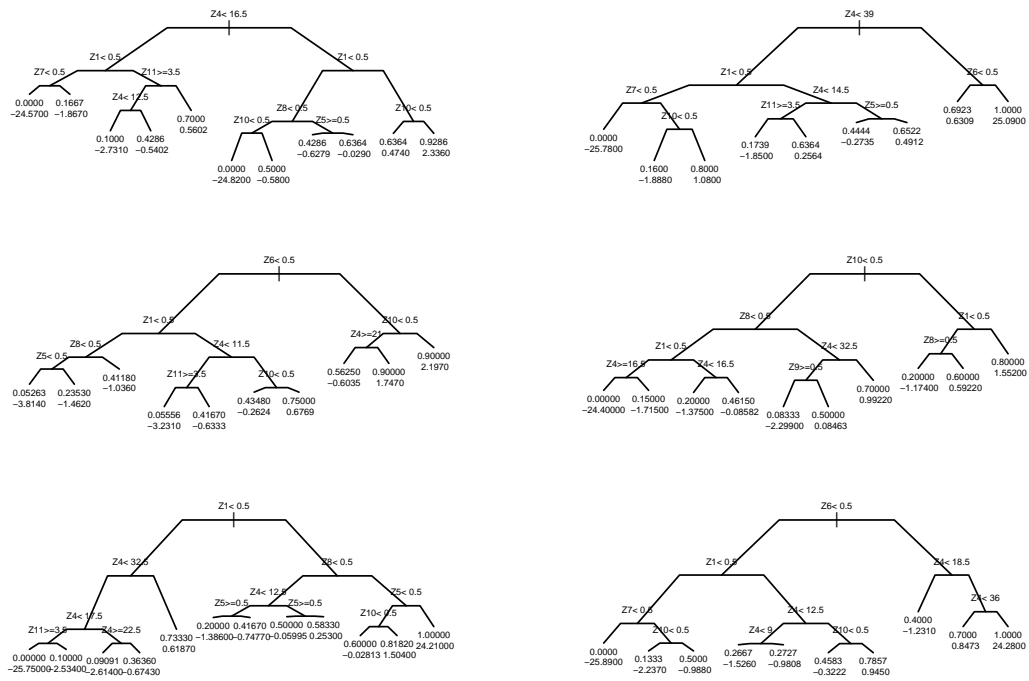 Z4< 16.5
Z1< 0.5
Z1< 0.5
Z7< 0.5
Z11>=3.5
0.0000
−24.5700
0.1667
−1.8670
Z4< 12.5
0.7000
0.5602
0.1000
−2.7310
0.4286
−0.5402
Z8< 0.5
Z10< 0.5
Z10< 0.5
Z5>=0.5
0.0000
−24.8200
0.5000
−0.5800
0.4286
−0.6279
0.6364
−0.0290
0.6364
0.4740
0.9286
2.3360
Z4< 39
Z1< 0.5
Z6< 0.5
Z7< 0.5
Z4< 14.5
0.0000
−25.7800
Z10< 0.5
0.1600
−1.8880
0.8000
1.0800
Z11>=3.5
Z5>=0.5
0.1739
−1.8500
0.6364
0.2564
0.4444
−0.2735
0.6522
0.4912
0.6923
0.6309
1.0000
25.0900
Z6< 0.5
Z1< 0.5
Z10< 0.5
Z8< 0.5
Z4< 11.5
Z5< 0.5
0.41180
−1.0360
0.05263
−3.8140
0.23530
−1.4620
Z11>=3.5
Z10< 0.5
0.05556
−3.2310
0.41670
−0.6333
0.43480
−0.2624
0.75000
0.6769
Z4>=21
0.90000
2.1970
0.56250
−0.6035
0.90000
1.7470
Z10< 0.5
Z8< 0.5
Z1< 0.5
Z1< 0.5
Z4< 32.5
Z4>=16.5
Z4< 16.5
0.00000
−24.40000
0.15000
−1.71500
0.20000
−1.37500
0.46150
−0.08582
Z9>=0.5
0.70000
0.99220
0.08333
−2.29900
0.50000
0.08463
Z8>=0.5
0.80000
1.55200
0.20000
−1.17400
0.60000
0.59220
Z1< 0.5
Z4< 32.5
Z8< 0.5
Z4< 17.5
0.73330
0.61870
Z11>=3.5
Z4>=22.5
0.00000
−25.75000
0.10000
−2.53400
0.09091
−2.61400
0.36360
−0.67430
Z4< 12.5
Z5< 0.5
Z5>=0.5
Z5>=0.5
0.20000
−1.38600
0.41670
−0.74770
0.50000
−0.05995
0.58330
0.25300
Z10< 0.5
1.00000
24.21000
0.60000
−0.02813
0.81820
1.50400
Z6< 0.5
Z1< 0.5
Z4< 18.5
Z7< 0.5
Z4< 12.5
0.0000
−25.8900
Z10< 0.5
0.1333
−2.2370
0.5000
−0.9880
Z4< 9
Z10< 0.5
0.2667
−1.5260
0.2727
−0.9808
0.4583
−0.3222
0.7857
0.9450
0.4000
−1.2310
Z4< 36
0.7000
0.8473
1.0000
24.2800